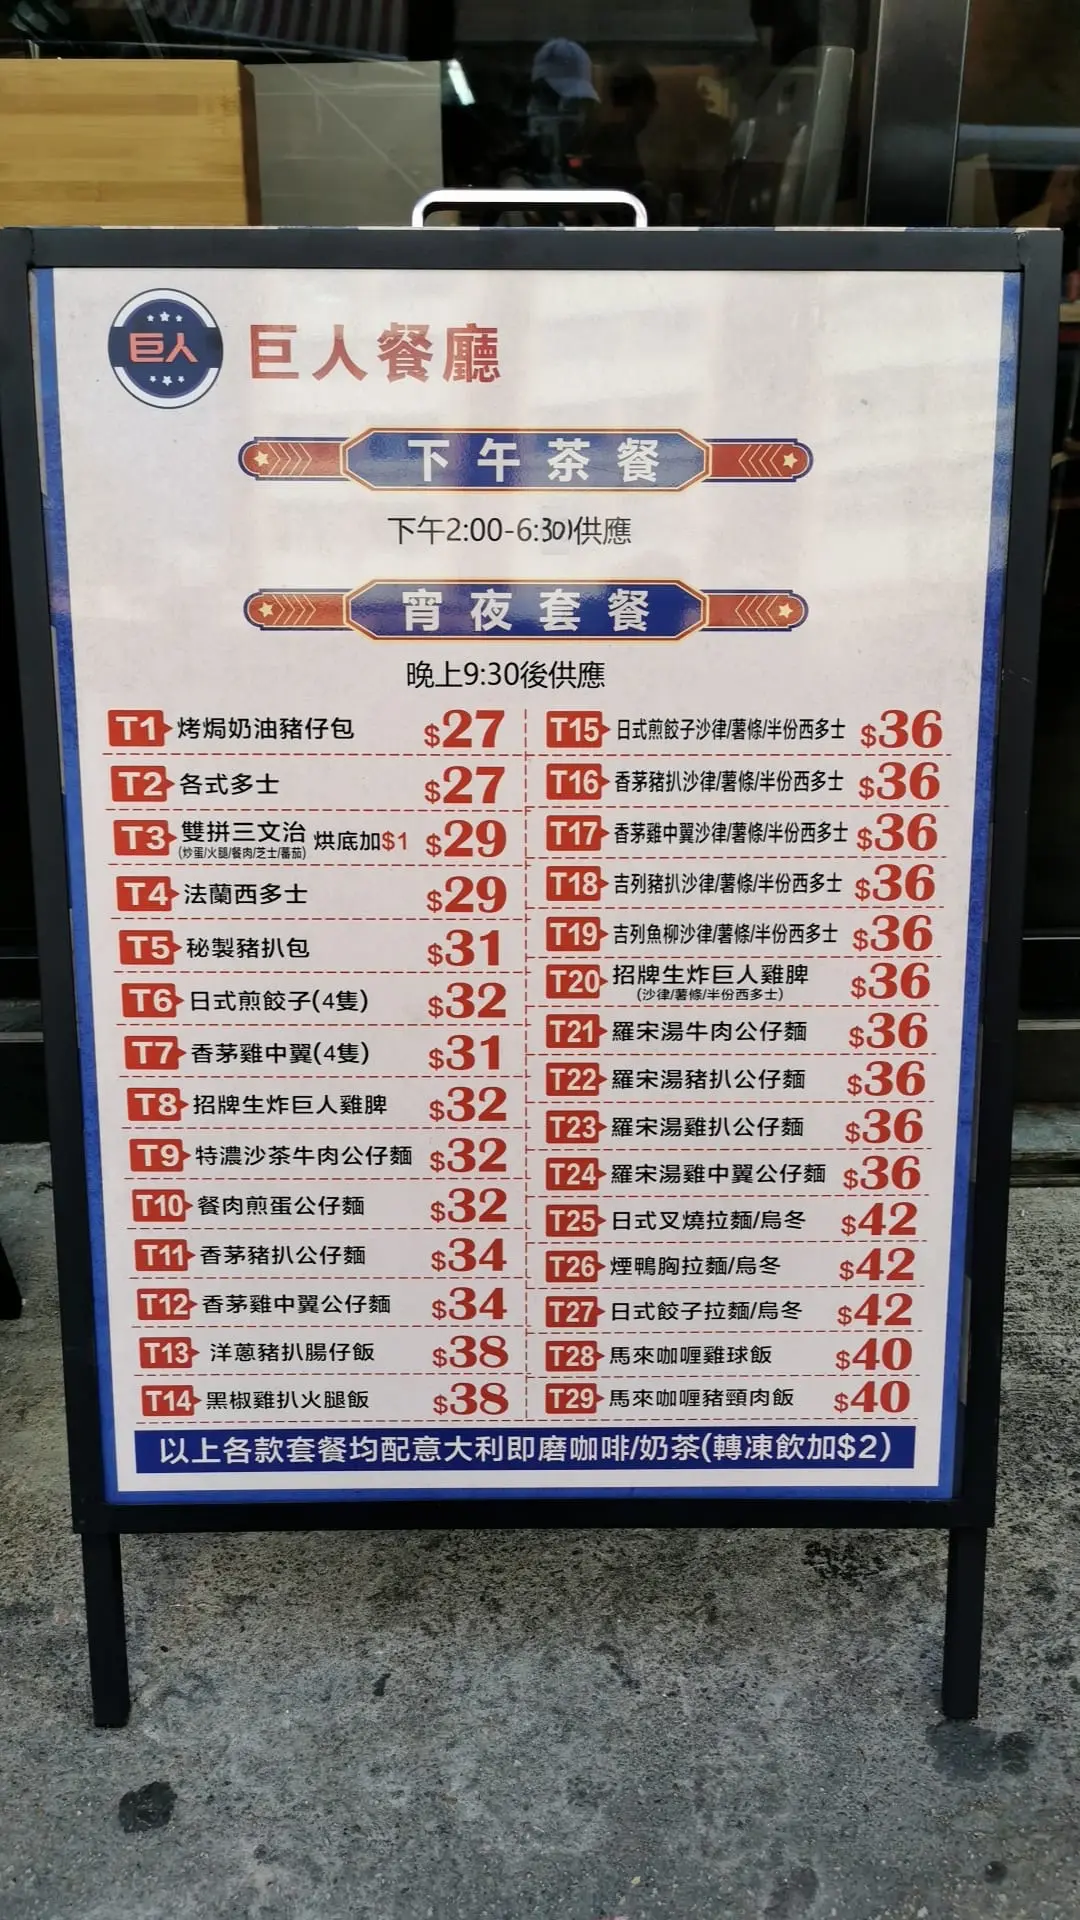 巨人
巨人餐廳
下午茶餐
下午2:00-6:30供應
宵夜套餐
晚上9:30後供應
T1 烤焗奶油豬仔包 $27
T2 各式多士 $27
T3 雙拼三文治 烘底加$1 $29
(炒蛋/火腿/餐肉/芝士/蕃茄)
T4 法蘭西多士 $29
T5 秘製豬扒包 $31
T6 日式煎餃子(4隻) $32
T7 香茅雞中翼(4隻) $31
T8 招牌生炸巨人雞脾 $32
T9 特濃沙茶牛肉公仔麵 $32
T10 餐肉煎蛋公仔麵 $32
T11 香茅豬扒公仔麵 $34
T12 香茅雞中翼公仔麵 $34
T13 洋蔥豬扒腸仔飯 $38
T14 黑椒雞扒火腿飯 $38
T15 日式煎餃子沙律/薯條/半份西多士 $36
T16 香茅豬扒沙律/薯條/半份西多士 $36
T17 香茅雞中翼沙律/薯條/半份西多士 $36
T18 吉列豬扒沙律/薯條/半份西多士 $36
T19 吉列魚柳沙律/薯條/半份西多士 $36
T20 招牌生炸巨人雞脾 $36
(沙律/薯條/半份西多士)
T21 羅宋湯牛肉公仔麵 $36
T22 羅宋湯豬扒公仔麵 $36
T23 羅宋湯雞扒公仔麵 $36
T24 羅宋湯雞中翼公仔麵 $36
T25 日式叉燒拉麵/烏冬 $42
T26 煙鴨胸拉麵/烏冬 $42
T27 日式餃子拉麵/烏冬 $42
T28 馬來咖喱雞球飯 $40
T29 馬來咖喱豬頸肉飯 $40
以上各款套餐均配意大利即磨咖啡/奶茶(轉凍飲加$2)